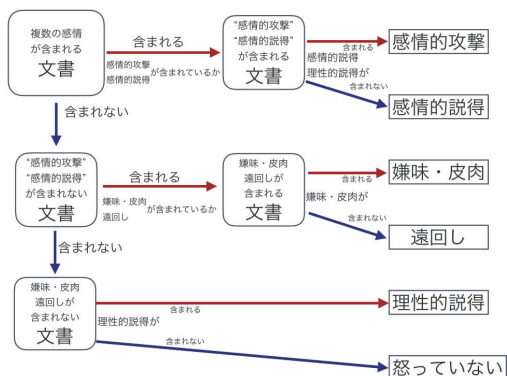 複数の感情
が含まれる
文書
含まれる
感情的攻撃
感情的説得
が含まれているか
“感情的攻撃”
“感情的説得”
が含まれる
文書
含まれる
感情的説得
理性的説得が
含まれない
感情的攻撃
感情的説得
含まれない
“感情的攻撃”
“感情的説得”
が含まれない
文書
含まれる
嫌味・皮肉
遠回し
が含まれているか
嫌味・皮肉
遠回しが
含まれる
文書
含まれる
嫌味・皮肉が
含まれない
嫌味・皮肉
遠回し
含まれない
嫌味・皮肉
遠回しが
含まれない
文書
含まれる
理性的説得が
含まれない
理性的説得
怒っていない